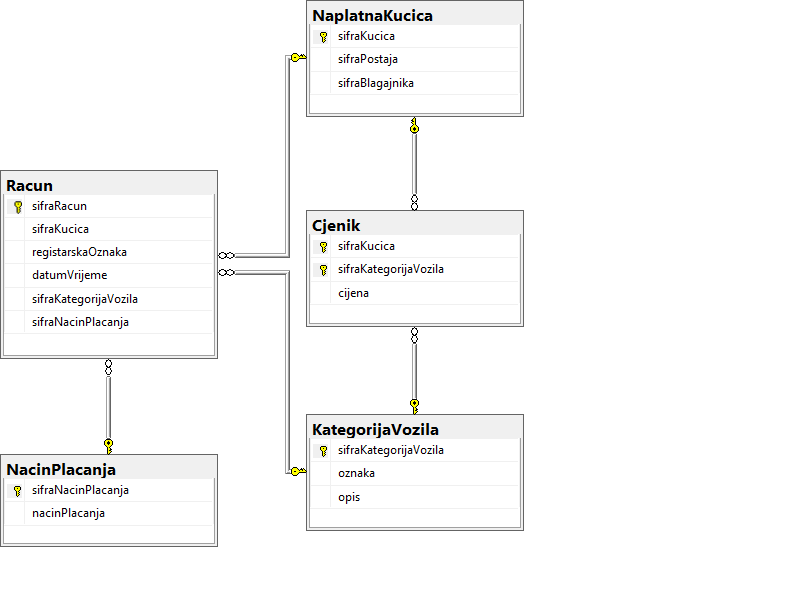 NaplatnaKucica
sifraKucica
sifraPostaja
sifraBlagajnika
Racun
sifraRacun
sifraKucica
registarskaOznaka
datumVrijeme
sifraKategorijaVozila
sifraNacinPlacanja
Cjenik
sifraKucica
sifraKategorijaVozila
cijena
KategorijaVozila
sifraKategorijaVozila
oznaka
opis
NacinPlacanja
sifraNacinPlacanja
nacinPlacanja